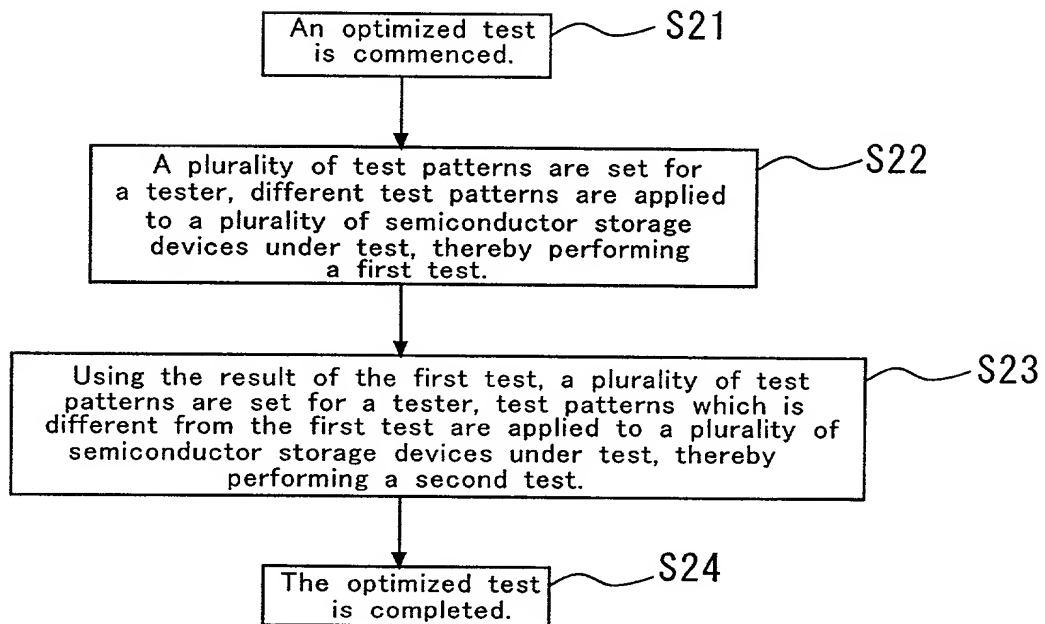 An optimized test
is commenced.
S21
A plurality of test patterns are set for
a tester, different test patterns are applied
to a plurality of semiconductor storage
devices under test, thereby performing
a first test.
S22
Using the result of the first test, a plurality of test
patterns are set for a tester, test patterns which is
different from the first test are applied to a plurality of
semiconductor storage devices under test, thereby
performing a second test.
S23
The optimized test
is completed.
S24